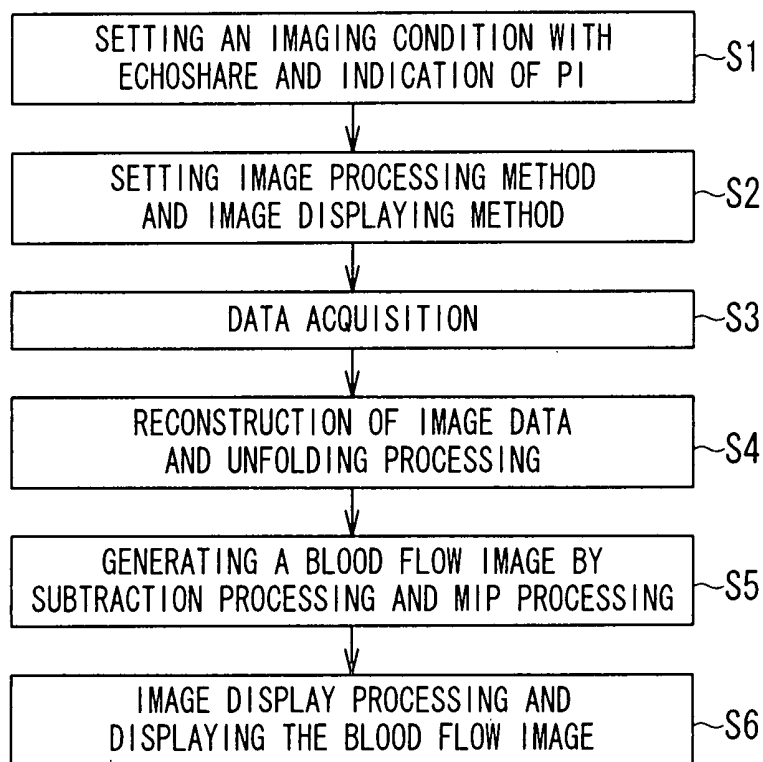 SETTING AN IMAGING CONDITION WITH
ECHOSHARE AND INDICATION OF PI
S1
SETTING IMAGE PROCESSING METHOD
AND IMAGE DISPLAYING METHOD
S2
DATA ACQUISITION
S3
RECONSTRUCTION OF IMAGE DATA
AND UNFOLDING PROCESSING
S4
GENERATING A BLOOD FLOW IMAGE BY
SUBTRACTION PROCESSING AND MIP PROCESSING
S5
IMAGE DISPLAY PROCESSING AND
DISPLAYING THE BLOOD FLOW IMAGE
S6